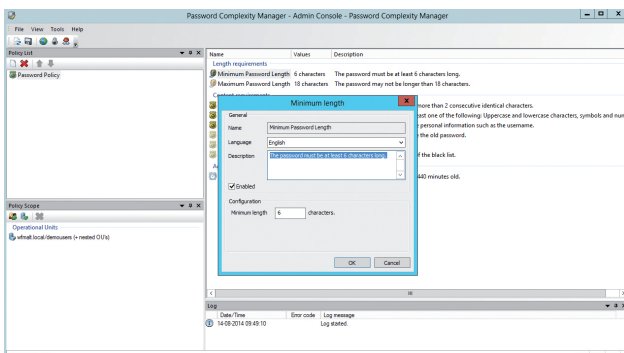 Password Complexity Manager - Admin Console - Password Complexity Manager
File View Tools Help
Policy List
Password Policy
Name Values Description
Length requirements
Minimum Password Length 6 characters The password must be at least 6 characters long.
Maximum Password Length 18 characters The password may not be longer than 18 characters.
more than 2 consecutive identical characters.
one of the following: Uppercase and lowercase characters, symbols and num
personal information such as the username.
the old password.
f the black list.
440 minutes old.
Minimum length
General
Name Minimum Password Length
Language English
Description The password must be at least 6 characters long.
Enabled
Configuration
Minimum length 6 characters.
OK Cancel
Policy Scope
Operational Units
wfmalt.local/demousers (+ nested OU's)
Log
Date/Time Error code Log message
14-08-2014 09:49:10 Log started.